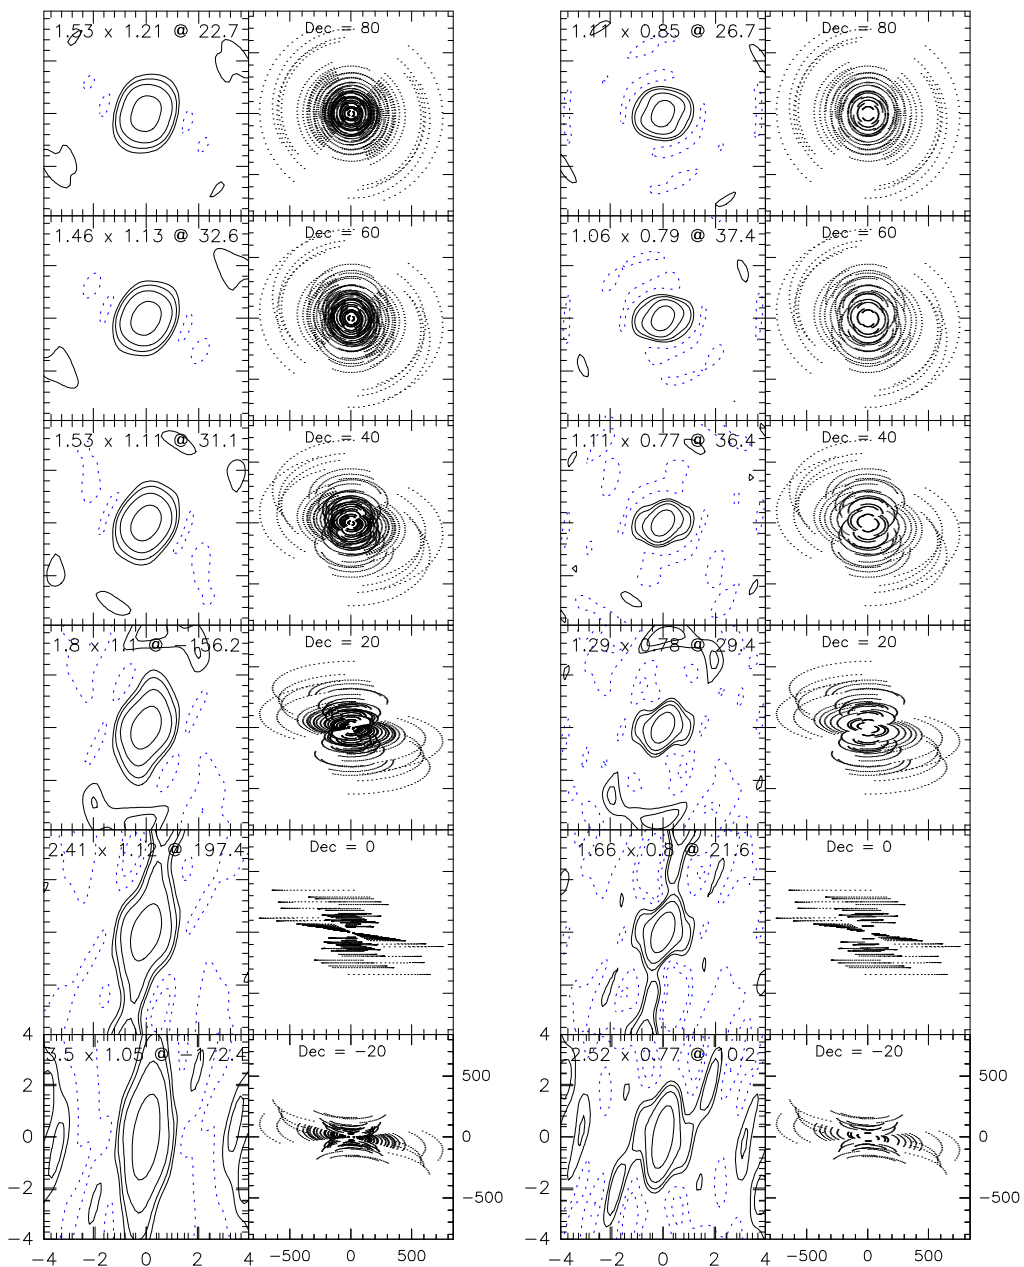 1.53 x 1.21 @ 22.7 Dec = 80 1.11 x 0.85 @ 26.7 Dec = 80
1.46 x 1.13 @ 32.6 Dec = 60 1.06 x 0.79 @ 37.4 Dec = 60
1.53 x 1.11 @ 31.1 Dec = 40 1.11 x 0.77 @ 36.4 Dec = 40
1.8 x 1.1 @ −156.2 Dec = 20 1.29 x 0.78 @ 29.4 Dec = 20
2.41 x 1.12 @ 197.4 Dec = 0 1.66 x 0.8 @ 21.6 Dec = 0
4 4
3.5 x 1.05 @ −172.4 Dec = −20 2.52 x 0.77 @ 10.2 Dec = −20
2 500 2 500
0 0 0 0
−2 −500 −2 −500
−4 −4
−4 −2 0 2 4 −500 0 500 −4 −2 0 2 4 −500 0 500